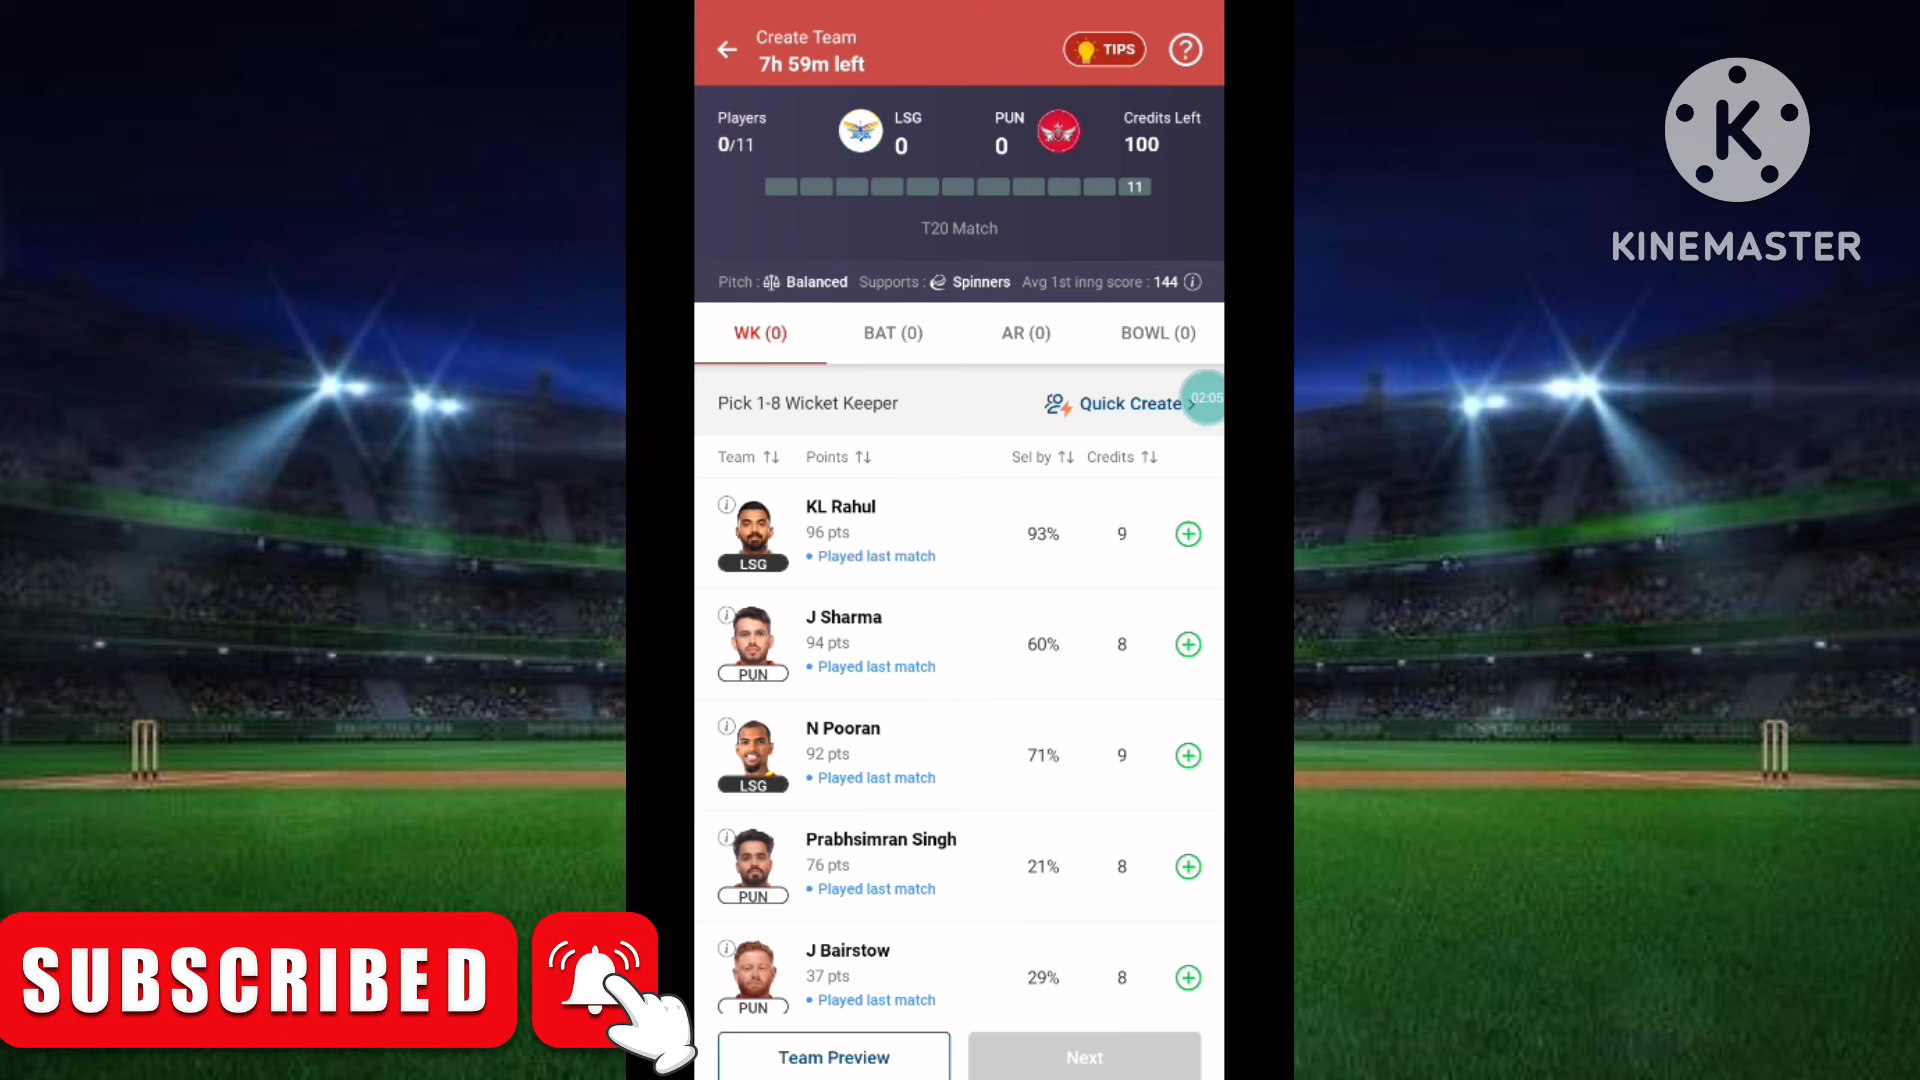 Create Team
7h 59m left
TIPS
?
Players
0/11
LSG
0
PUN
0
Credits Left
100
11
T20 Match
Pitch : Balanced Supports : Spinners Avg 1st inng score : 144
WK (0) BAT (0) AR (0) BOWL (0)
Pick 1-8 Wicket Keeper
Quick Create
02:05
Team Points Sel by Credits
KL Rahul
96 pts
Played last match
LSG
93% 9
J Sharma
94 pts
Played last match
PUN
60% 8
N Pooran
92 pts
Played last match
LSG
71% 9
Prabhsimran Singh
76 pts
Played last match
PUN
21% 8
J Bairstow
37 pts
Played last match
PUN
29% 8
Team Preview
Next
SUBSCRIBED
K
KINEMASTER